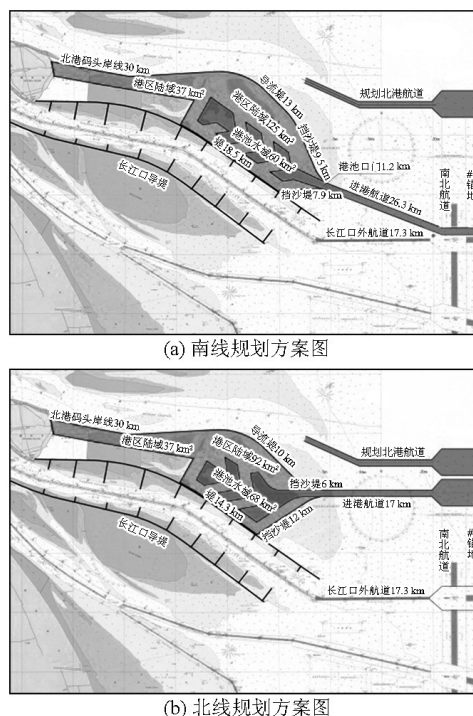 北港码头岸线30 km
导流堤13 km
规划北港航道
港区陆域37 km²
港区陆域125 km²
挡沙堤9.5 km
港池水域60 km²
港池口门1.2 km
堤18.5 km
挡沙堤7.9 km
进港航道26.3 km
南北航道
#锚地
长江口导堤
长江口外航道17.3 km
(a) 南线规划方案图
北港码头岸线30 km
导流堤10 km
规划北港航道
港区陆域37 km²
港区陆域92 km²
港池水域68 km²
挡沙堤6 km
进港航道17 km
堤14.3 km
挡沙堤12 km
南北航道
#锚地
长江口导堤
长江口外航道17.3 km
(b) 北线规划方案图